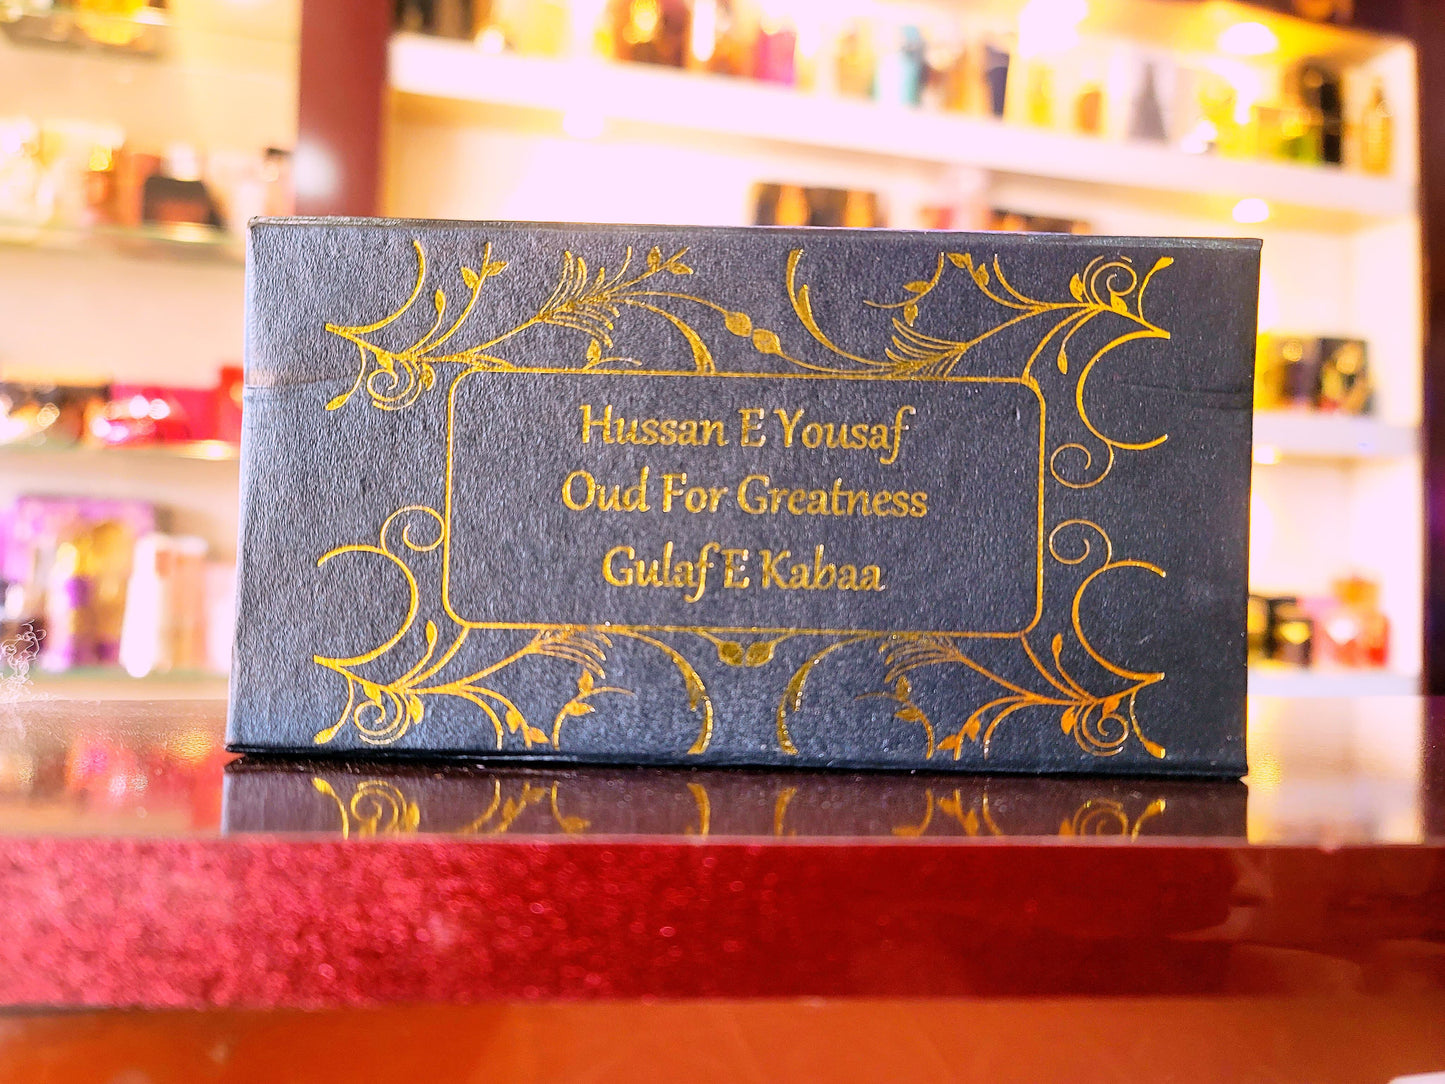 Hussan E Yousaf
Oud For Greatness
Gulaf E Kabaa